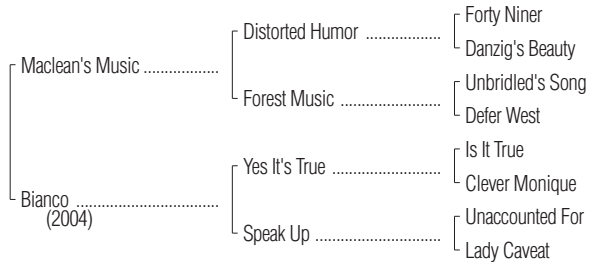 Forty Niner
Distorted Humor ..................
Danzig's Beauty
Maclean's Music ..................
Unbridled's Song
Forest Music ........................
Defer West
Is It True
Yes It's True ..........................
Clever Monique
Bianco ..................................
(2004)
Unaccounted For
Speak Up ..............................
Lady Caveat